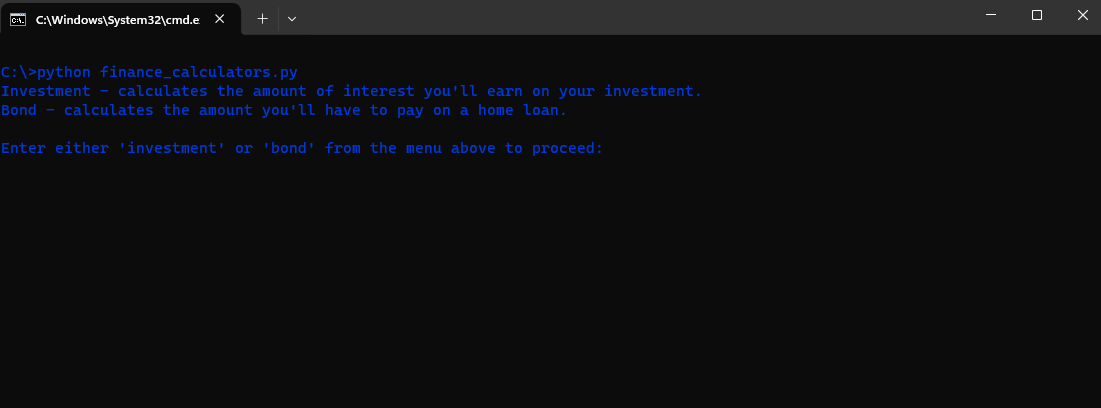 C:\Windows\System32\cmd.e
C:\>python finance_calculators.py
Investment - calculates the amount of interest you'll earn on your investment.
Bond - calculates the amount you'll have to pay on a home loan.
Enter either 'investment' or 'bond' from the menu above to proceed: